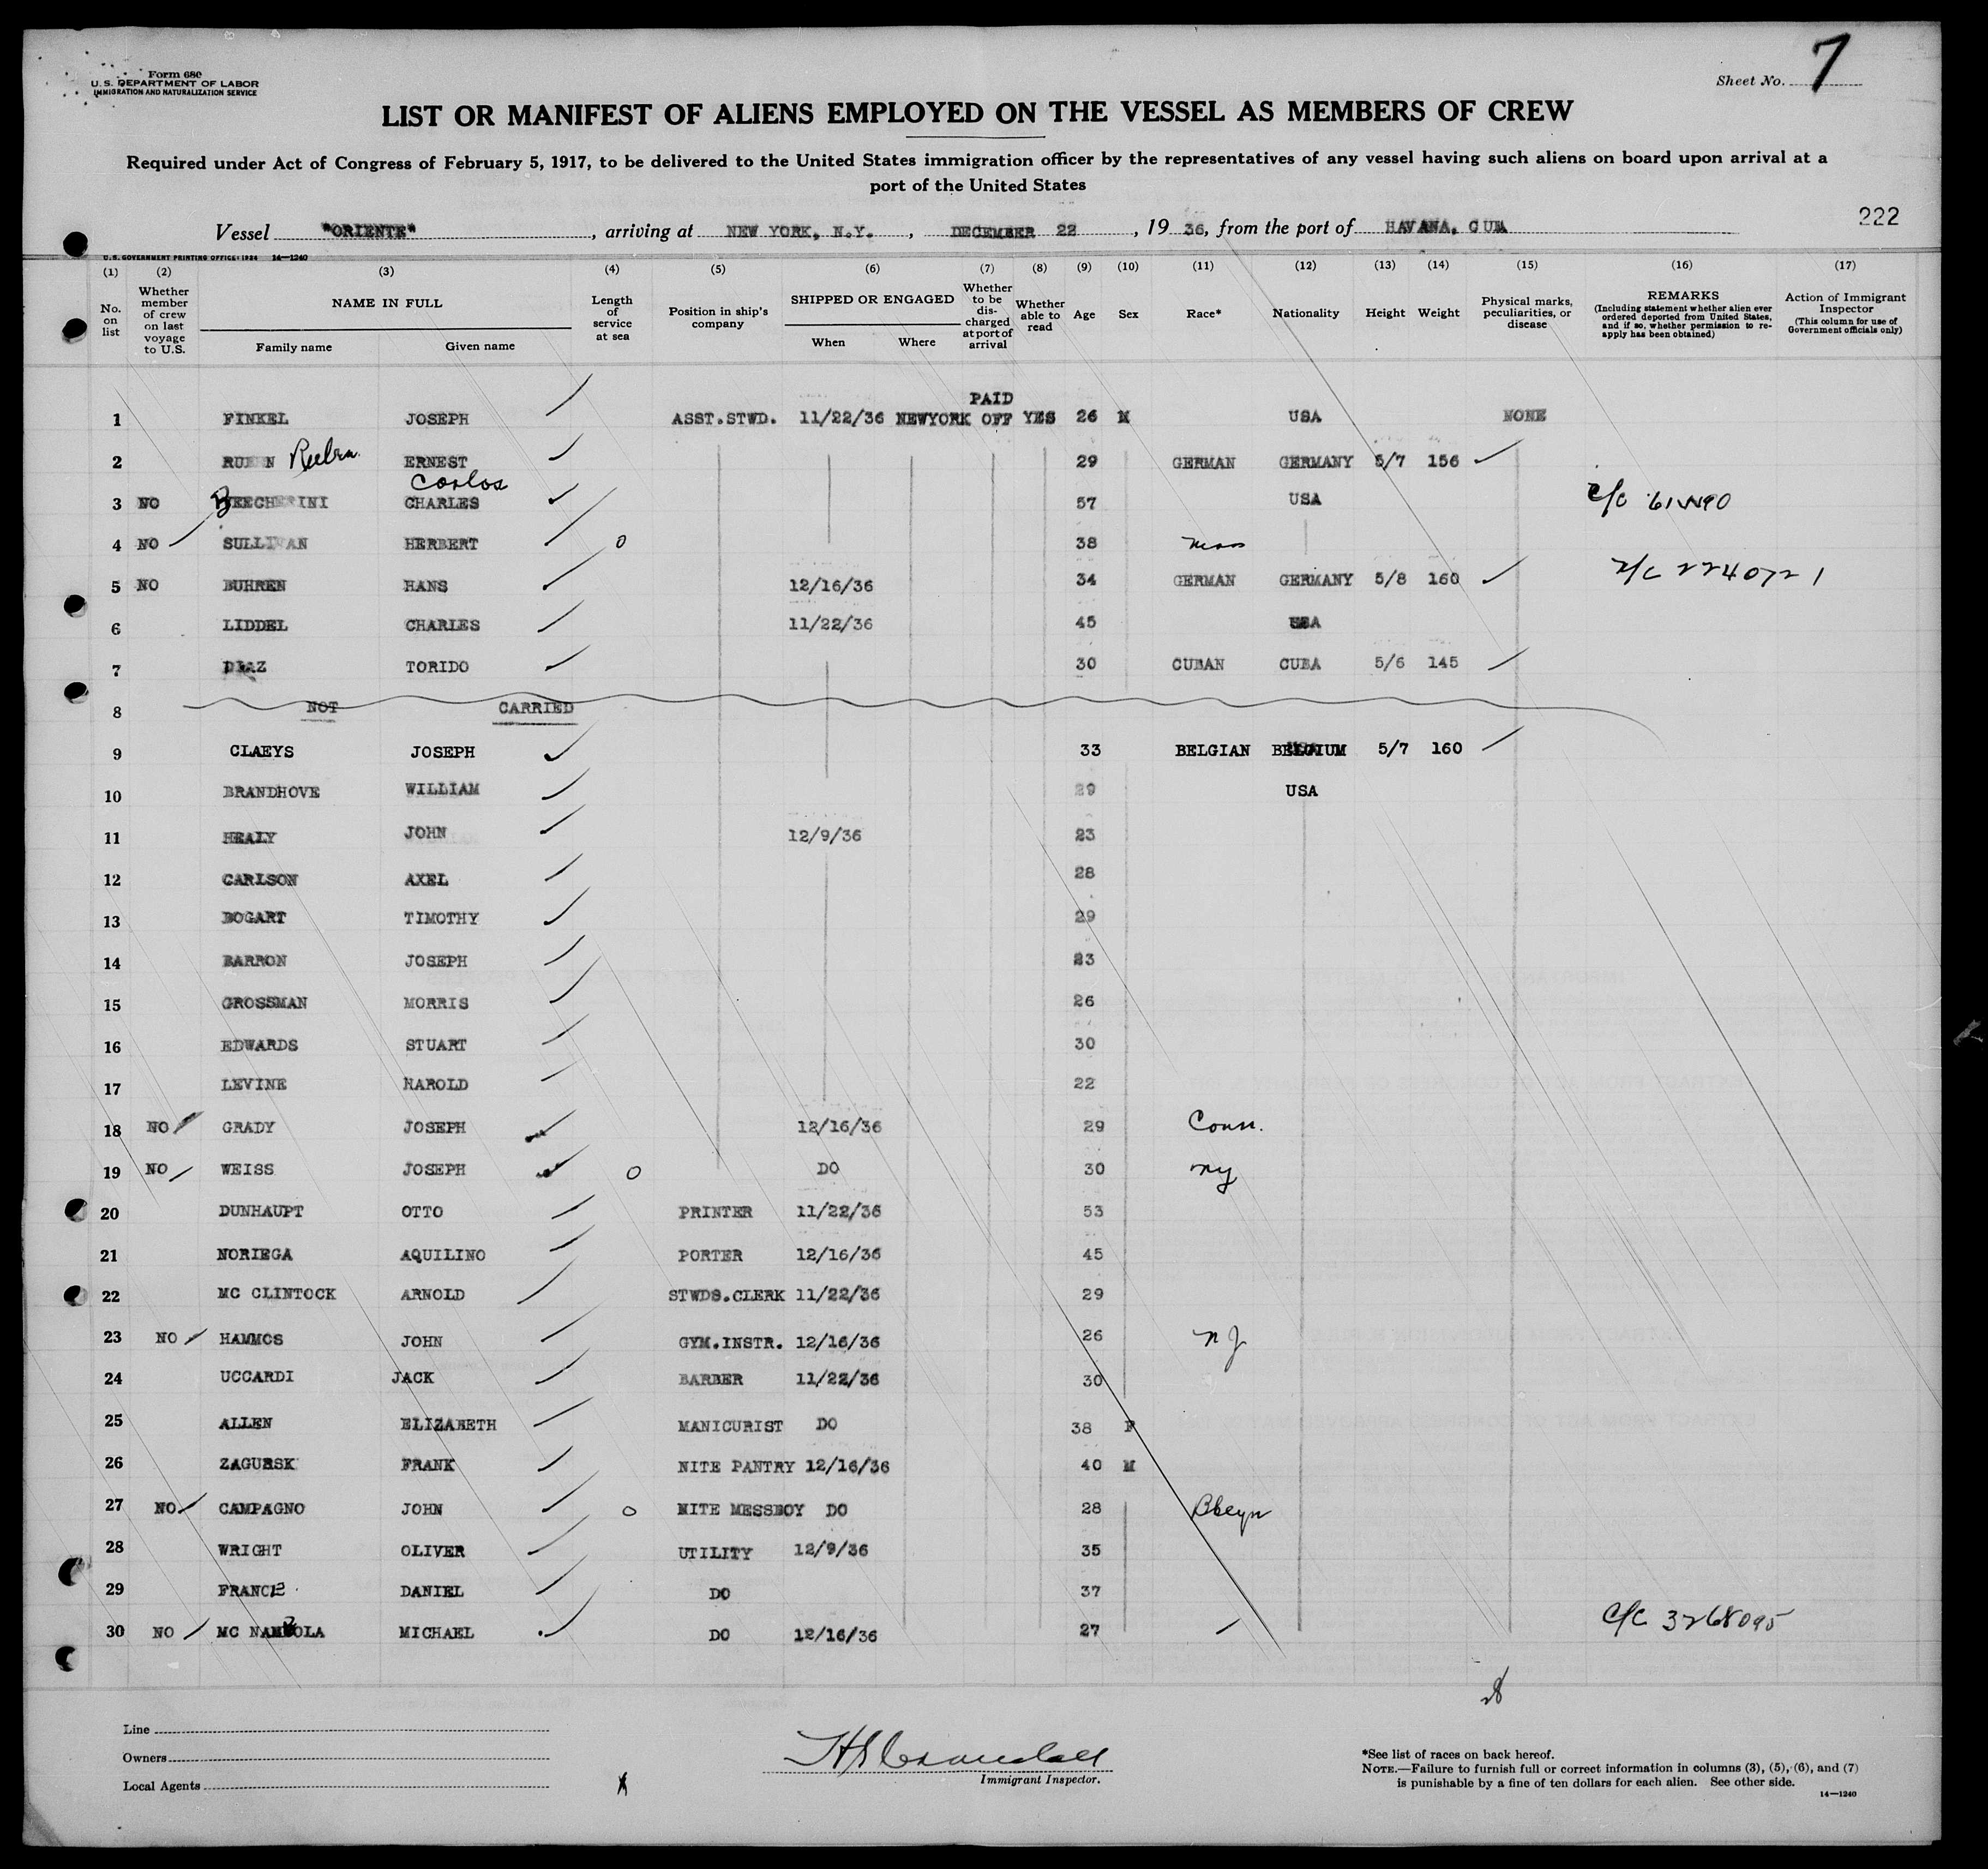 Form 680
U. S. DEPARTMENT OF LABOR
IMMIGRATION AND NATURALIZATION SERVICE
Sheet No. 7
LIST OR MANIFEST OF ALIENS EMPLOYED ON THE VESSEL AS MEMBERS OF CREW
Required under Act of Congress of February 5, 1917, to be delivered to the United States immigration officer by the representatives of any vessel having such aliens on board upon arrival at a
port of the United States
222
Vessel "ORIENTE", arriving at NEW YORK, N.Y., DECEMBER 22, 19 36, from the port of HAVANA, CUBA
U.S. GOVERNMENT PRINTING OFFICE: 1934 14—1240
(1) (2) (3) (4) (5) (6) (7) (8) (9) (10) (11) (12) (13) (14) (15) (16) (17)
No. on list
Whether member of crew on last voyage to U.S.
NAME IN FULL
Family name Given name
Length of service at sea
Position in ship's company
SHIPPED OR ENGAGED
When Where
Whether to be discharged at port of arrival
Whether able to read
Age
Sex
Race*
Nationality
Height
Weight
Physical marks, peculiarities, or disease
REMARKS
(Including statement whether alien ever ordered deported from United States, and if so, whether permission to re-apply has been obtained)
Action of Immigrant Inspector
(This column for use of Government officials only)
PAID
1 FINKEL JOSEPH ASST.STWD. 11/22/36 NEWYORK OFF YES 26 M USA NONE
2 ERNEST 29 GERMAN GERMANY 5/7 156
Carlos
3 NO BEECHERINI CHARLES 57 USA
4 NO SULLIVAN HERBERT 0 38 Mass
5 NO BUHREN HANS 12/16/36 34 GERMAN GERMANY 5/8 160
6 LIDDEL CHARLES 11/22/36 45 USA
7 DIAZ TORIDO 30 CUBAN CUBA 5/6 145
8 NOT CARRIED
9 CLAEYS JOSEPH 33 BELGIAN BELGIUM 5/7 160
10 BRANDHOVE WILLIAM 29 USA
11 HEALY JOHN 12/9/36 23
12 CARLSON AXEL 28
13 BOGART TIMOTHY 29
14 BARRON JOSEPH 23
15 GROSSMAN MORRIS 26
16 EDWARDS STUART 30
17 LEVINE HAROLD 22
18 NO GRADY JOSEPH 12/16/36 29 Conn.
19 NO WEISS JOSEPH 0 DO 30 NY
20 DUNHAUPT OTTO PRINTER 11/22/36 53
21 NORIEGA AQUILINO PORTER 12/16/36 45
22 MC CLINTOCK ARNOLD STWDS.CLERK 11/22/36 29
23 NO HAMMOS JOHN GYM.INSTR. 12/16/36 26 NJ
24 UCCARDI JACK BARBER 11/22/36 30
25 ALLEN ELIZABETH MANICURIST DO 38 F
26 ZAGURSK FRANK NITE PANTRY 12/16/36 40 M
27 NO CAMPAGNO JOHN 0 NITE MESSBOY DO 28
28 WRIGHT OLIVER UTILITY 12/9/36 35
29 DANIEL DO 37
30 NO MICHAEL DO 12/16/36 27 C/C 3268095
Line
Owners
Local Agents
Immigrant Inspector.
*See list of races on back hereof.
NOTE.—Failure to furnish full or correct information in columns (3), (5), (6), and (7)
is punishable by a fine of ten dollars for each alien. See other side.
14—1240